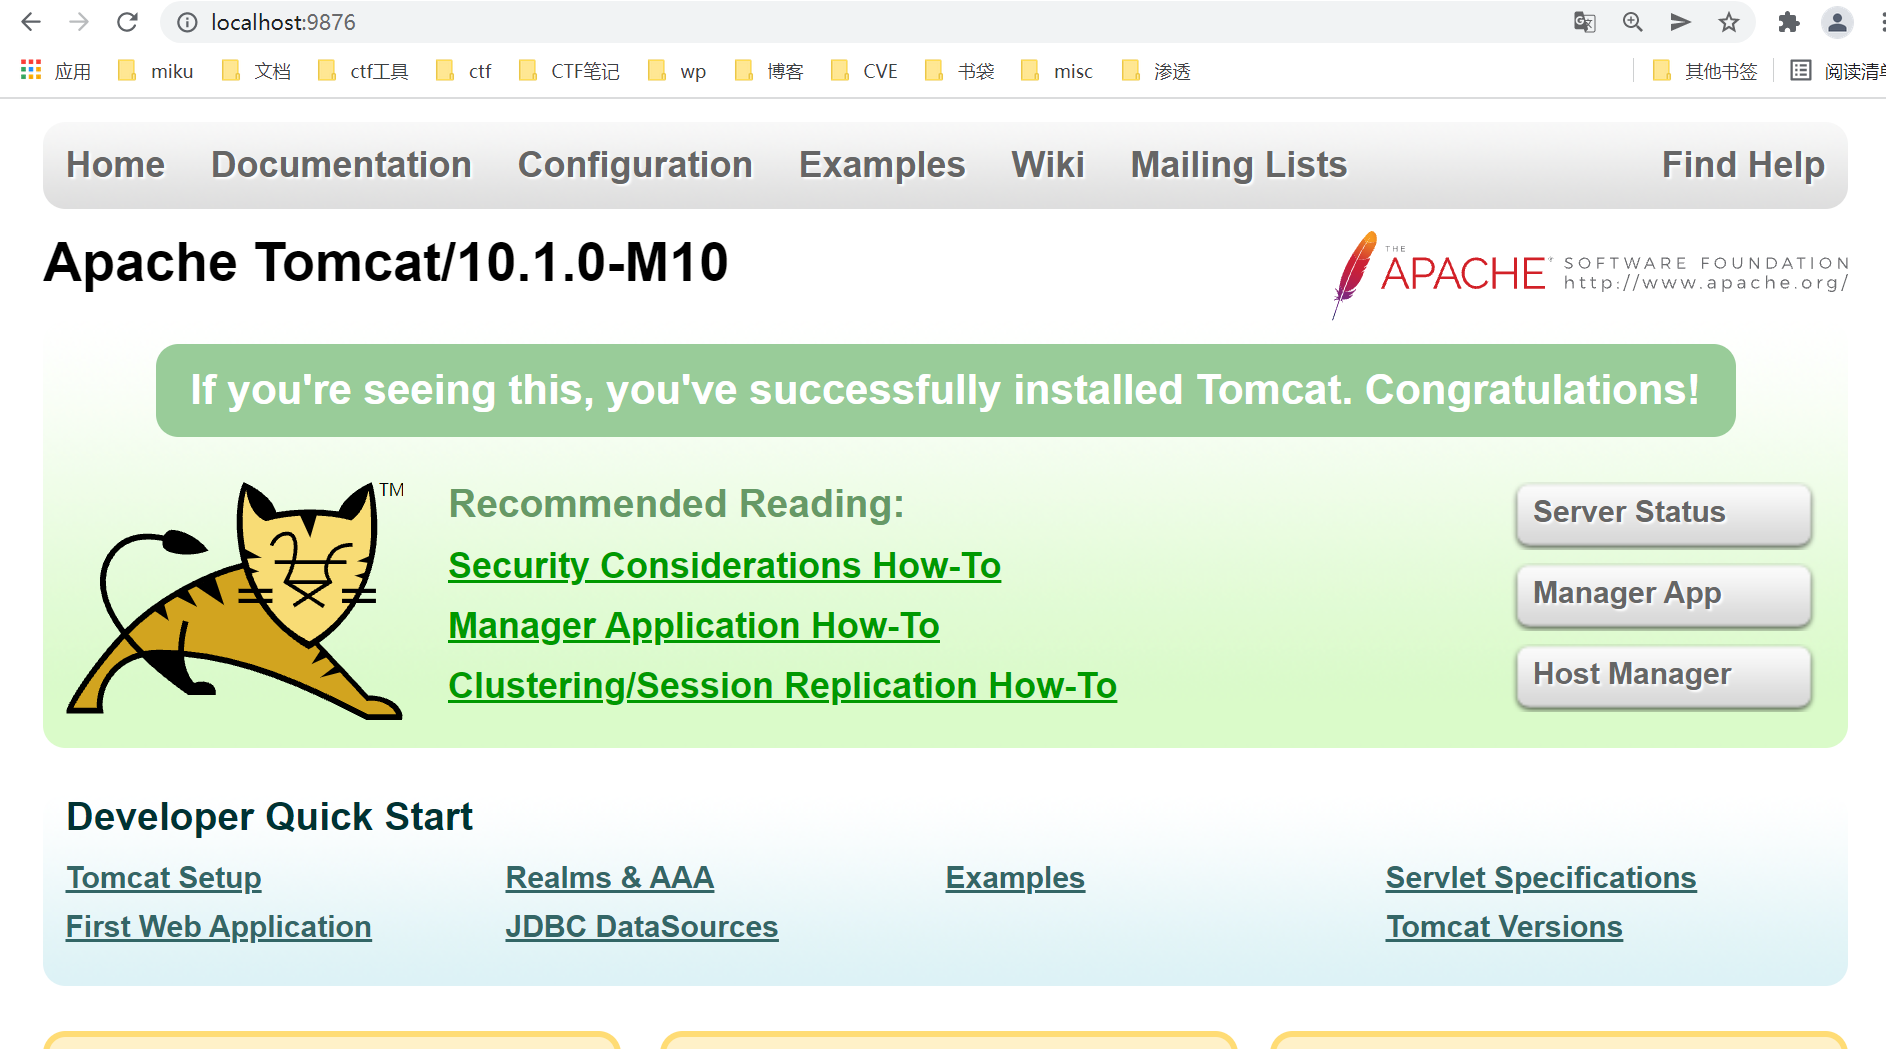 localhost:9876
应用 miku 文档 ctf工具 ctf CTF笔记 wp 博客 CVE 书袋 misc 渗透 其他书签 阅读清单
Home Documentation Configuration Examples Wiki Mailing Lists Find Help
Apache Tomcat/10.1.0-M10
THE
APACHE SOFTWARE FOUNDATION
http://www.apache.org/
If you're seeing this, you've successfully installed Tomcat. Congratulations!
TM
Recommended Reading:
Security Considerations How-To
Manager Application How-To
Clustering/Session Replication How-To
Server Status
Manager App
Host Manager
Developer Quick Start
Tomcat Setup
First Web Application
Realms & AAA
JDBC DataSources
Examples
Servlet Specifications
Tomcat Versions